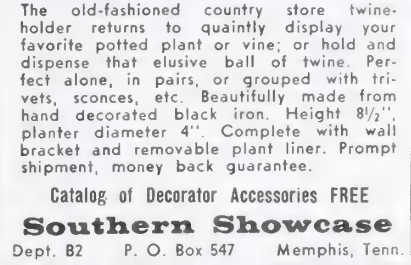 The old-fashioned country store twine-
holder returns to quaintly display your
favorite potted plant or vine; or hold and
dispense that elusive ball of twine. Per-
fect alone, in pairs, or grouped with tri-
vets, sconces, etc. Beautifully made from
hand decorated black iron. Height 8½",
planter diameter 4". Complete with wall
bracket and removable plant liner. Prompt
shipment, money back guarantee.
Catalog of Decorator Accessories FREE
Southern Showcase
Dept. B2 P. O. Box 547 Memphis, Tenn.